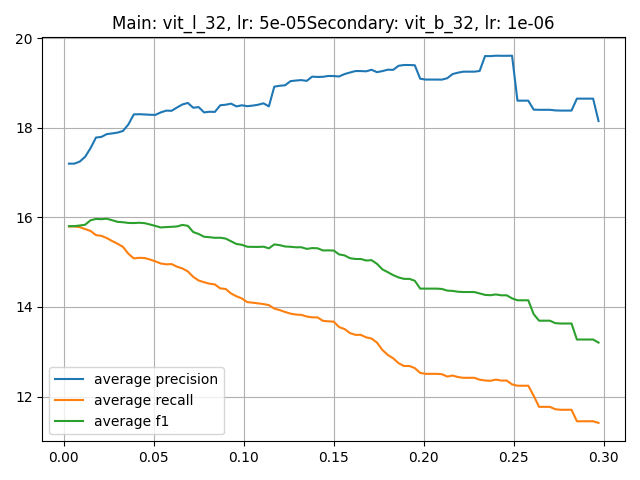 Main: vit_l_32, lr: 5e-05Secondary: vit_b_32, lr: 1e-06
20
18
16
14
12
average precision
average recall
average f1
0.00 0.05 0.10 0.15 0.20 0.25 0.30